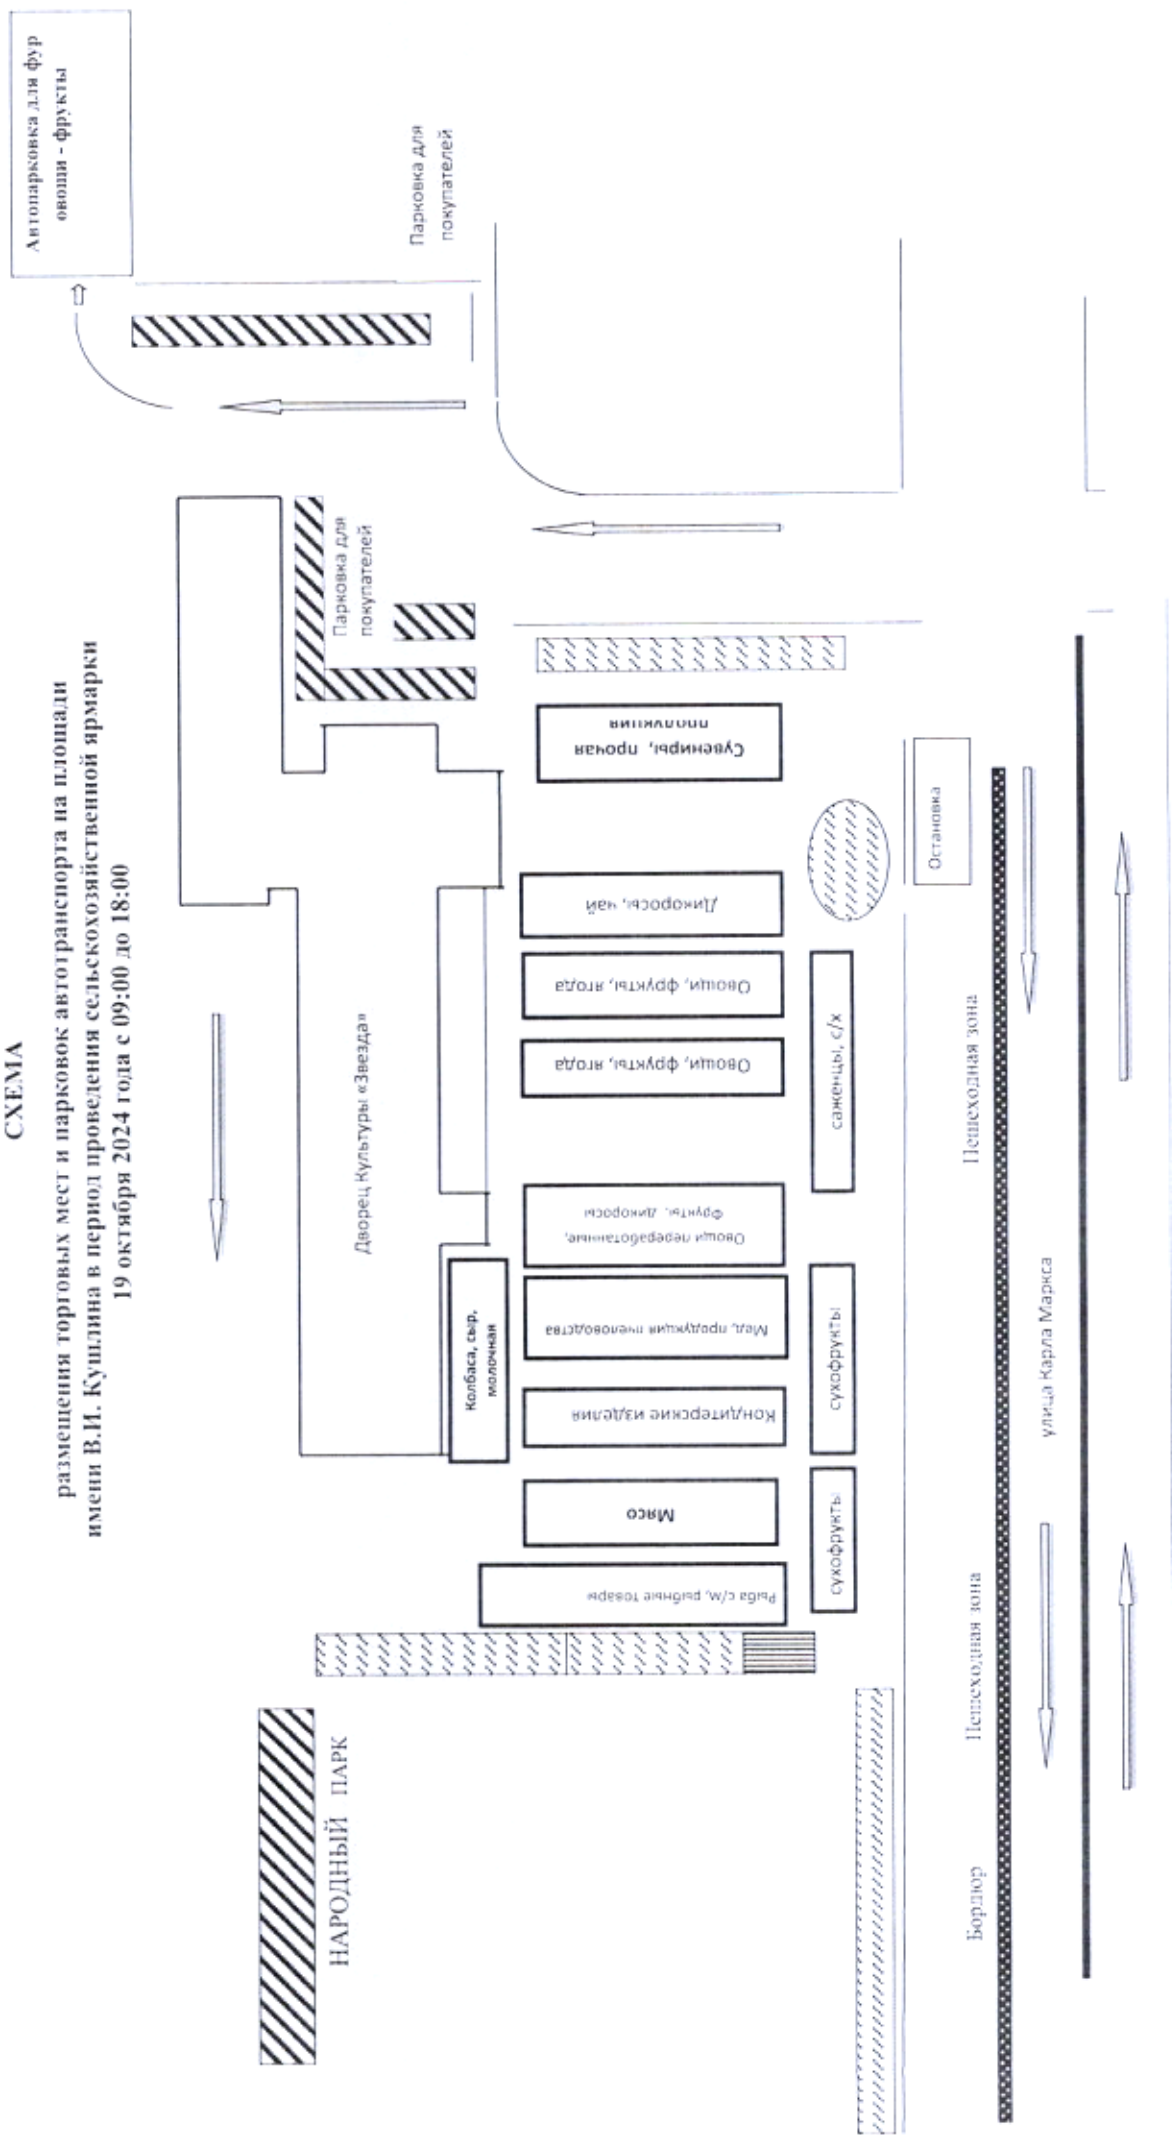 СХЕМА
размещения торговых мест и парковок автотранспорта на площади
имени В.И. Кушлина в период проведения сельскохозяйственной ярмарки
19 октября 2024 года с 09:00 до 18:00
Автопарковка для фур
овощи - фрукты
Парковка для
покупателей
Парковка для
покупателей
Дворец Культуры «Звезда»
НАРОДНЫЙ ПАРК
Колбаса, сыр,
молочная
Рыба с/м, рыбные товары
Мясо
Кондитерские изделия
Мед, продукция пчеловодства
Овощи переработанные,
Фрукты, дикоросы
Овощи, фрукты, ягода
Овощи, фрукты, ягода
Дикоросы, чай
Сувениры, прочая
продукция
сухофрукты
сухофрукты
саженцы, с/х
Остановка
Бордюр
Пешеходная зона
Пешеходная зона
улица Карла Маркса